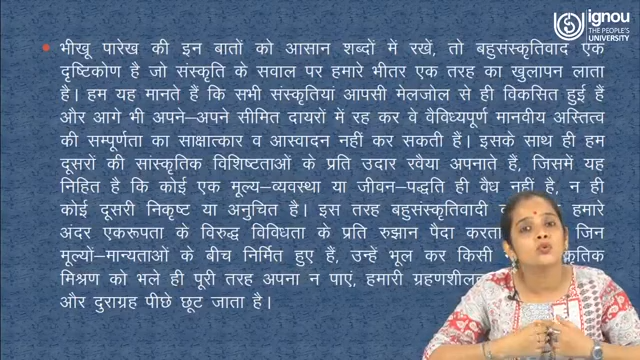 ignou
THE PEOPLE'S
UNIVERSITY
भीखू पारेख की इन बातों को आसान शब्दों में रखें, तो बहुसंस्कृतिवाद एक
दृष्टिकोण है जो संस्कृति के सवाल पर हमारे भीतर एक तरह का खुलापन लाता
है। हम यह मानते हैं कि सभी संस्कृतियां आपसी मेलजोल से ही विकसित हुई हैं
और आगे भी अपने–अपने सीमित दायरों में रह कर वे वैविध्यपूर्ण मानवीय अस्तित्व
की सम्पूर्णता का साक्षात्कार व आस्वादन नहीं कर सकती हैं। इसके साथ ही हम
दूसरों की सांस्कृतिक विशिष्टताओं के प्रति उदार रवैया अपनाते हैं, जिसमें यह
निहित है कि कोई एक मूल्य–व्यवस्था या जीवन–पद्धति ही वैध नहीं है, न ही
कोई दूसरी निकृष्ट या अनुचित है। इस तरह बहुसंस्कृतिवादी हमारे
अंदर एकरूपता के विरुद्ध विविधता के प्रति रुझान पैदा करता जिन
मूल्यों–मान्यताओं के बीच निर्मित हुए हैं, उन्हें भूल कर किसी
मिश्रण को भले ही पूरी तरह अपना न पाएं, हमारी
और दुराग्रह पीछे छूट जाता है।